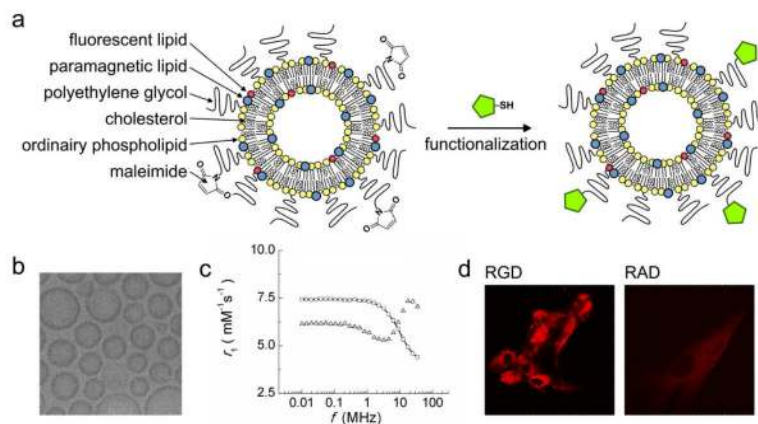 a
fluorescent lipid
paramagnetic lipid
polyethylene glycol
cholesterol
ordinairy phospholipid
maleimide
O
N
O
O
N
O
O
N
O
SH
functionalization
b
c
10.0
7.5
5.0
2.5
r₁ ( mM⁻¹ s⁻¹ )
0.01 0.1 1 10 100
f (MHz)
d
RGD
RAD